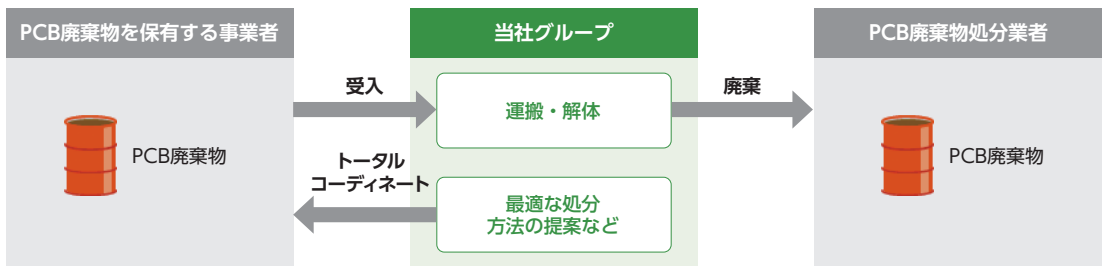 PCB廃棄物を保有する事業者
当社グループ
PCB廃棄物処分業者
受入
運搬・解体
廃棄
PCB廃棄物
トータル
コーディネート
最適な処分
方法の提案など
PCB廃棄物